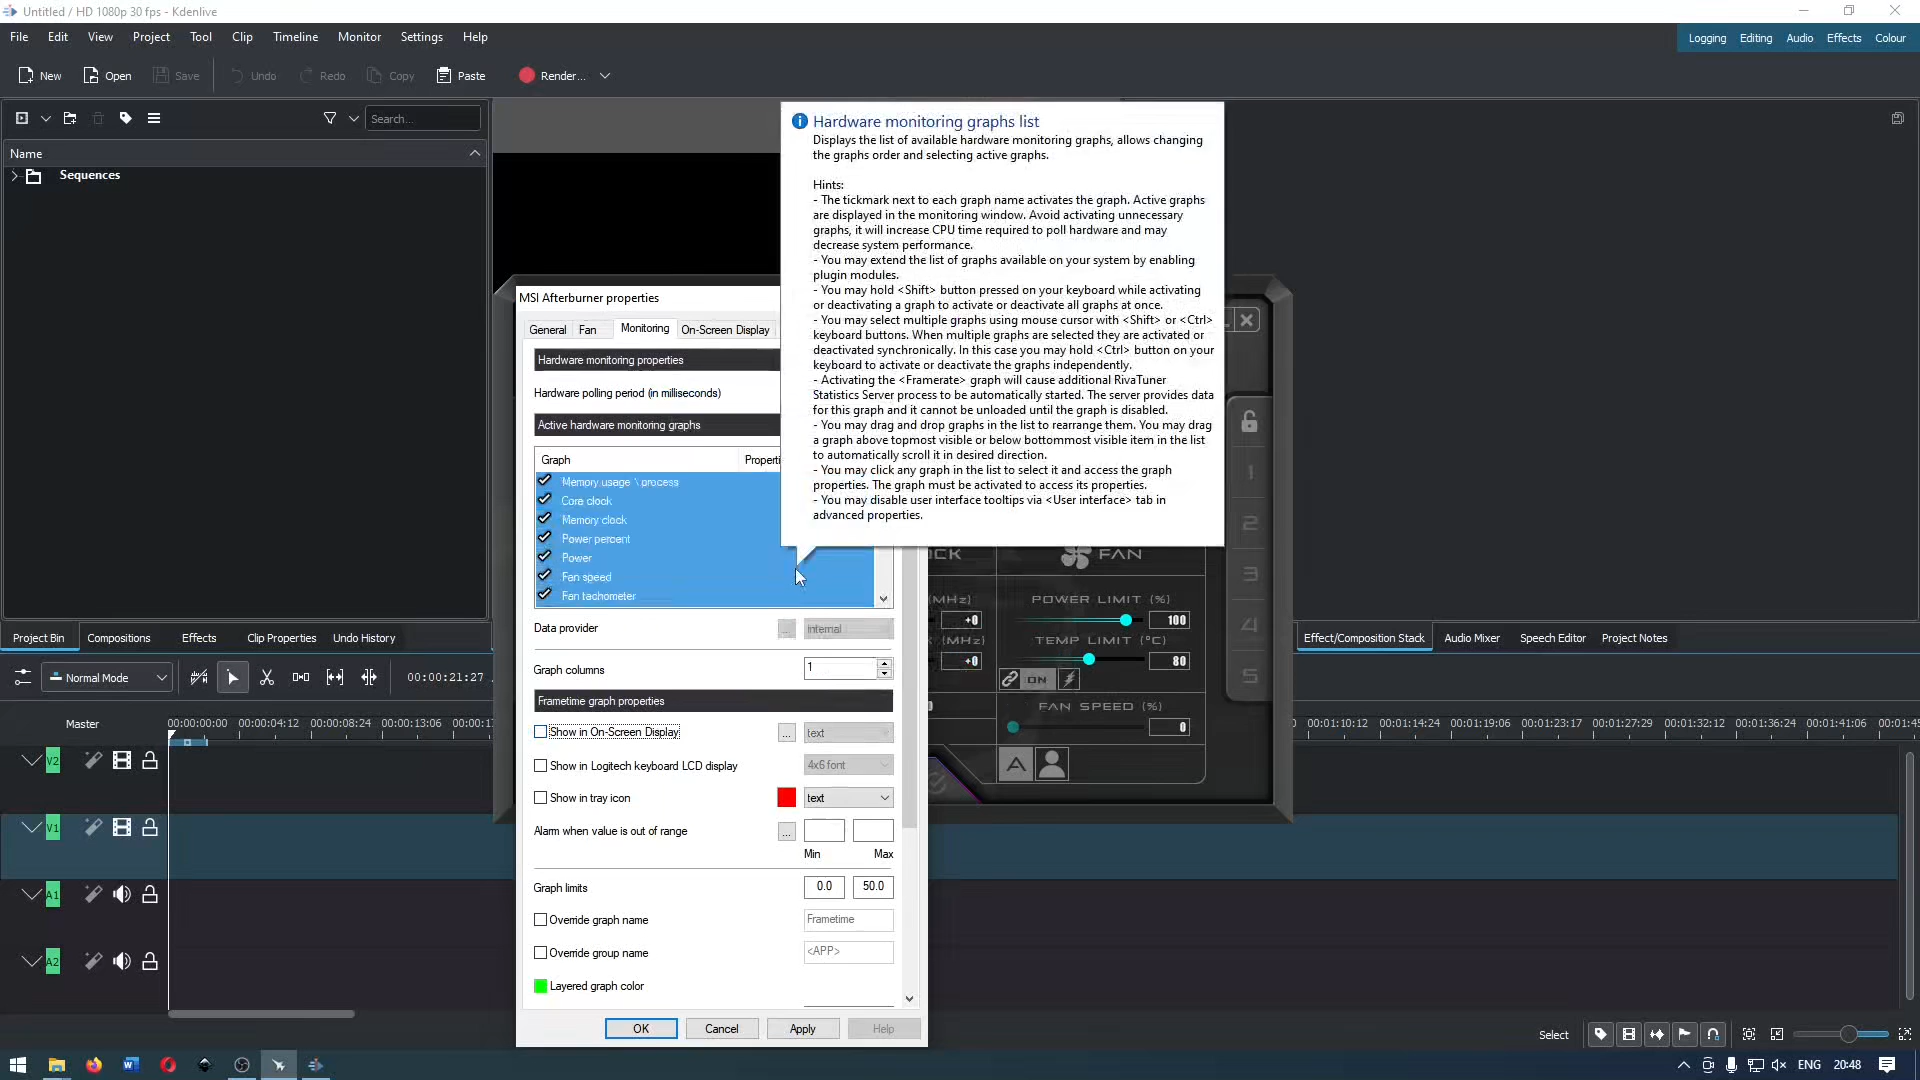 Untitled / HD 1080p 30 fps - Kdenlive
File Edit View Project Tool Clip Timeline Monitor Settings Help
Logging Editing Audio Effects Colour
New Open Save Undo Redo Copy Paste Render...
Search...
Name
Sequences
Hardware monitoring graphs list
Displays the list of available hardware monitoring graphs, allows changing
the graphs order and selecting active graphs.
Hints:
- The tickmark next to each graph name activates the graph. Active graphs
are displayed in the monitoring window. Avoid activating unnecessary
graphs, it will increase CPU time required to poll hardware and may
decrease system performance.
- You may extend the list of graphs available on your system by enabling
plugin modules.
- You may hold <Shift> button pressed on your keyboard while activating
or deactivating a graph to activate or deactivate all graphs at once.
- You may select multiple graphs using mouse cursor with <Shift> or <Ctrl>
keyboard buttons. When multiple graphs are selected they are activated or
deactivated synchronically. In this case you may hold <Ctrl> button on your
keyboard to activate or deactivate the graphs independently.
- Activating the <Framerate> graph will cause additional RivaTuner
Statistics Server process to be automatically started. The server provides data
for this graph and it cannot be unloaded until the graph is disabled.
- You may drag and drop graphs in the list to rearrange them. You may drag
a graph above topmost visible or below bottommost visible item in the list
to automatically scroll it in desired direction.
- You may click any graph in the list to select it and access the graph
properties. The graph must be activated to access its properties.
- You may disable user interface tooltips via <User interface> tab in
advanced properties.
MSI Afterburner properties
General Fan Monitoring On-Screen Display
Hardware monitoring properties
Hardware polling period (in milliseconds)
Active hardware monitoring graphs
Graph Properti
Memory usage \ process
Core clock
Memory clock
Power percent
Power
Fan speed
Fan tachometer
Data provider ... internal
Graph columns 1
Frametime graph properties
Show in On-Screen Display ... text
Show in Logitech keyboard LCD display 4x6 font
Show in tray icon text
Alarm when value is out of range ...
Min Max
Graph limits 0.0 50.0
Override graph name Frametime
Override group name <APP>
Layered graph color
OK Cancel Apply Help
1
2
3
4
5
OCK FAN
(MHz) +0 POWER LIMIT (%) 100
(MHz) +0 TEMP LIMIT (°C) 80
ON
0 FAN SPEED (%) 0
A
Project Bin Compositions Effects Clip Properties Undo History
Effect/Composition Stack Audio Mixer Speech Editor Project Notes
Normal Mode 00:00:21:27
Master 00:00:00:00 00:00:04:12 00:00:08:24 00:00:13:06 00:00:17 0 00:01:10:12 00:01:14:24 00:01:19:06 00:01:23:17 00:01:27:29 00:01:32:12 00:01:36:24 00:01:41:06 00:01:45
V2
V1
A1
A2
Select
ENG 20:48